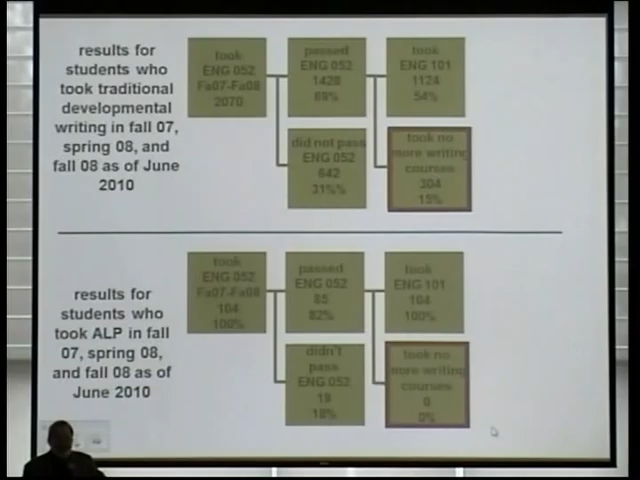 results for
students who
took traditional
developmental
writing in fall 07,
spring 08, and
fall 08 as of June
2010
took
ENG 052
Fa07-Fa08
2070
passed
ENG 052
1428
69%
took
ENG 101
1124
54%
did not pass
ENG 052
642
31%%
took no
more writing
courses
304
15%
results for
students who
took ALP in fall
07, spring 08,
and fall 08 as of
June 2010
took
ENG 052
Fa07-Fa08
104
100%
passed
ENG 052
85
82%
took
ENG 101
104
100%
didn't
pass
ENG 052
19
18%
took no
more writing
courses
0
0%